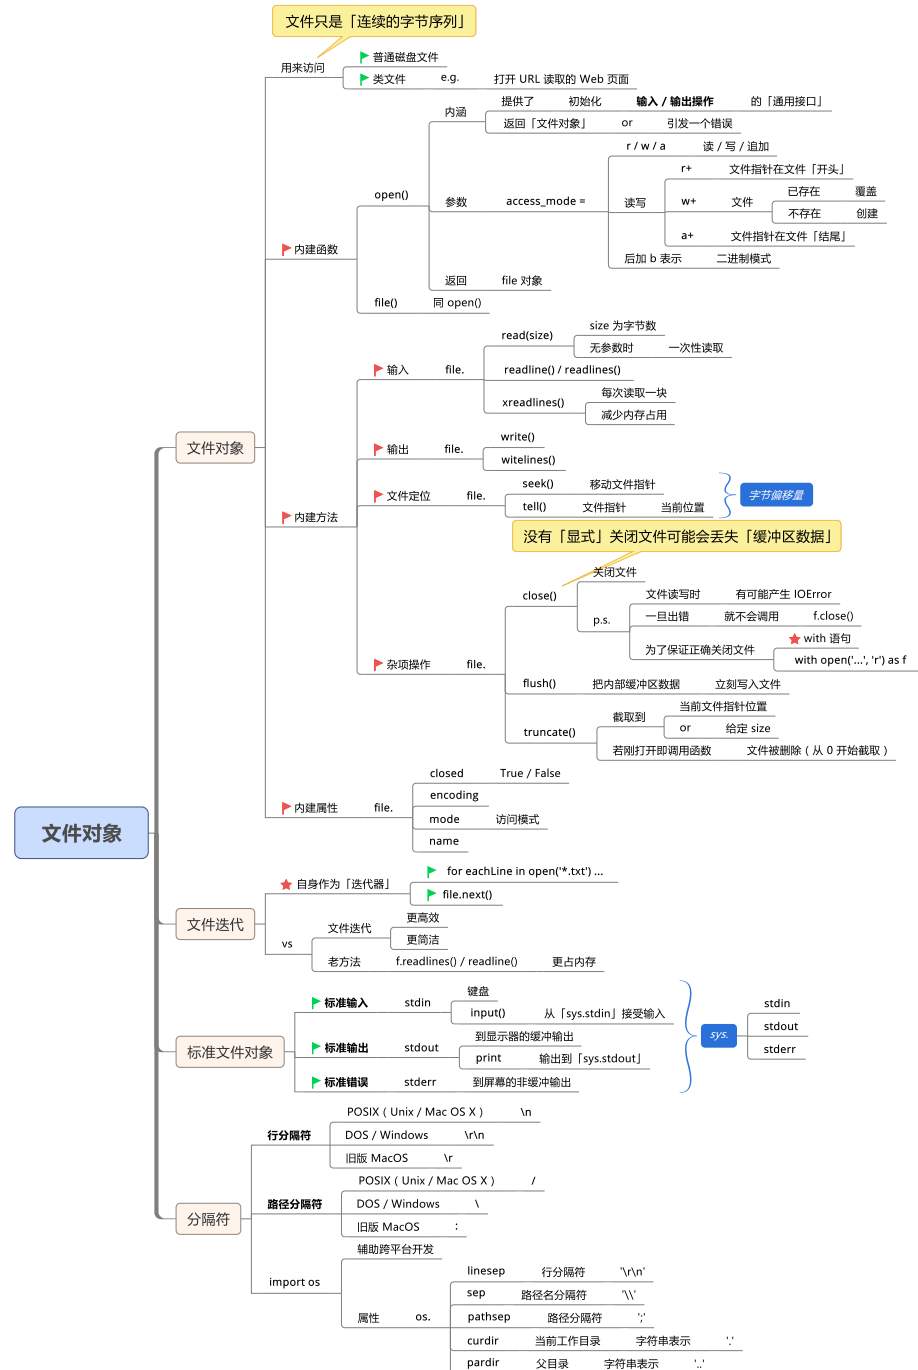 文件只是「连续的字节序列」
用来访问
普通磁盘文件
类文件 e.g. 打开 URL 读取的 Web 页面
内建函数
open()
内涵
提供了 初始化 输入 / 输出操作 的「通用接口」
返回「文件对象」 or 引发一个错误
参数 access_mode =
r / w / a 读 / 写 / 追加
读写
r+ 文件指针在文件「开头」
w+ 文件
已存在 覆盖
不存在 创建
a+ 文件指针在文件「结尾」
后加 b 表示 二进制模式
返回 file 对象
file() 同 open()
文件对象
内建方法
输入 file.
read(size)
size 为字节数
无参数时 一次性读取
readline() / readlines()
xreadlines()
每次读取一块
减少内存占用
输出 file.
write()
witelines()
文件定位 file.
seek() 移动文件指针
tell() 文件指针 当前位置
字节偏移量
没有「显式」关闭文件可能会丢失「缓冲区数据」
杂项操作 file.
close()
关闭文件
p.s.
文件读写时 有可能产生 IOError
一旦出错 就不会调用 f.close()
为了保证正确关闭文件
with 语句
with open('...', 'r') as f
flush() 把内部缓冲区数据 立刻写入文件
truncate()
截取到
当前文件指针位置
or 给定 size
若刚打开即调用函数 文件被删除 ( 从 0 开始截取 )
内建属性 file.
closed True / False
encoding
mode 访问模式
name
文件对象
文件迭代
自身作为「迭代器」
for eachLine in open('*.txt') ...
file.next()
vs
文件迭代
更高效
更简洁
老方法 f.readlines() / readline() 更占内存
标准文件对象
标准输入 stdin
键盘
input() 从「sys.stdin」接受输入
标准输出 stdout
到显示器的缓冲输出
print 输出到「sys.stdout」
标准错误 stderr 到屏幕的非缓冲输出
sys.
stdin
stdout
stderr
分隔符
行分隔符
POSIX ( Unix / Mac OS X ) \n
DOS / Windows \r\n
旧版 MacOS \r
路径分隔符
POSIX ( Unix / Mac OS X ) /
DOS / Windows \
旧版 MacOS :
import os
辅助跨平台开发
属性 os.
linesep 行分隔符 '\r\n'
sep 路径名分隔符 '\\'
pathsep 路径分隔符 ';'
curdir 当前工作目录 字符串表示 '.'
pardir 父目录 字符串表示 '..'